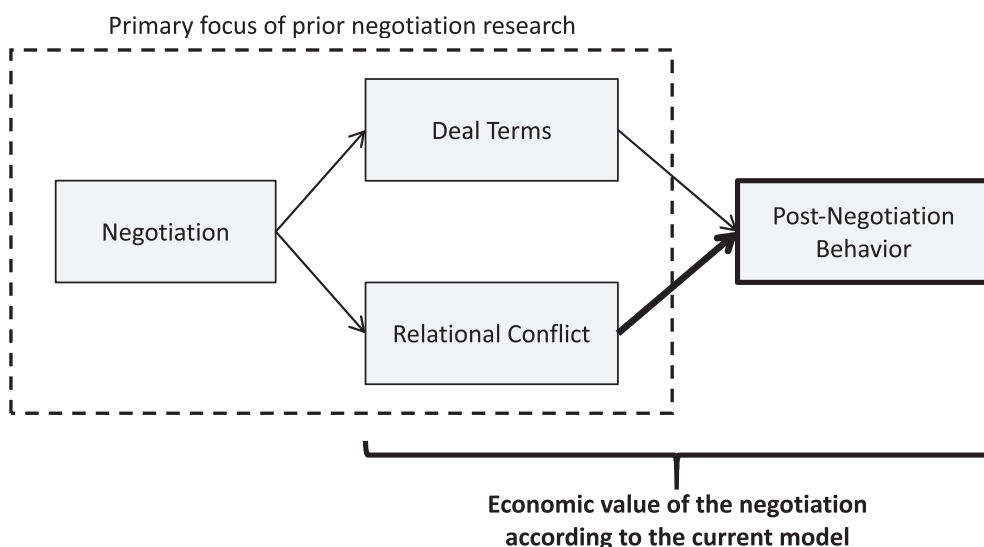 Primary focus of prior negotiation research
Deal Terms
Negotiation
Post-Negotiation
Behavior
Relational Conflict
Economic value of the negotiation
according to the current model